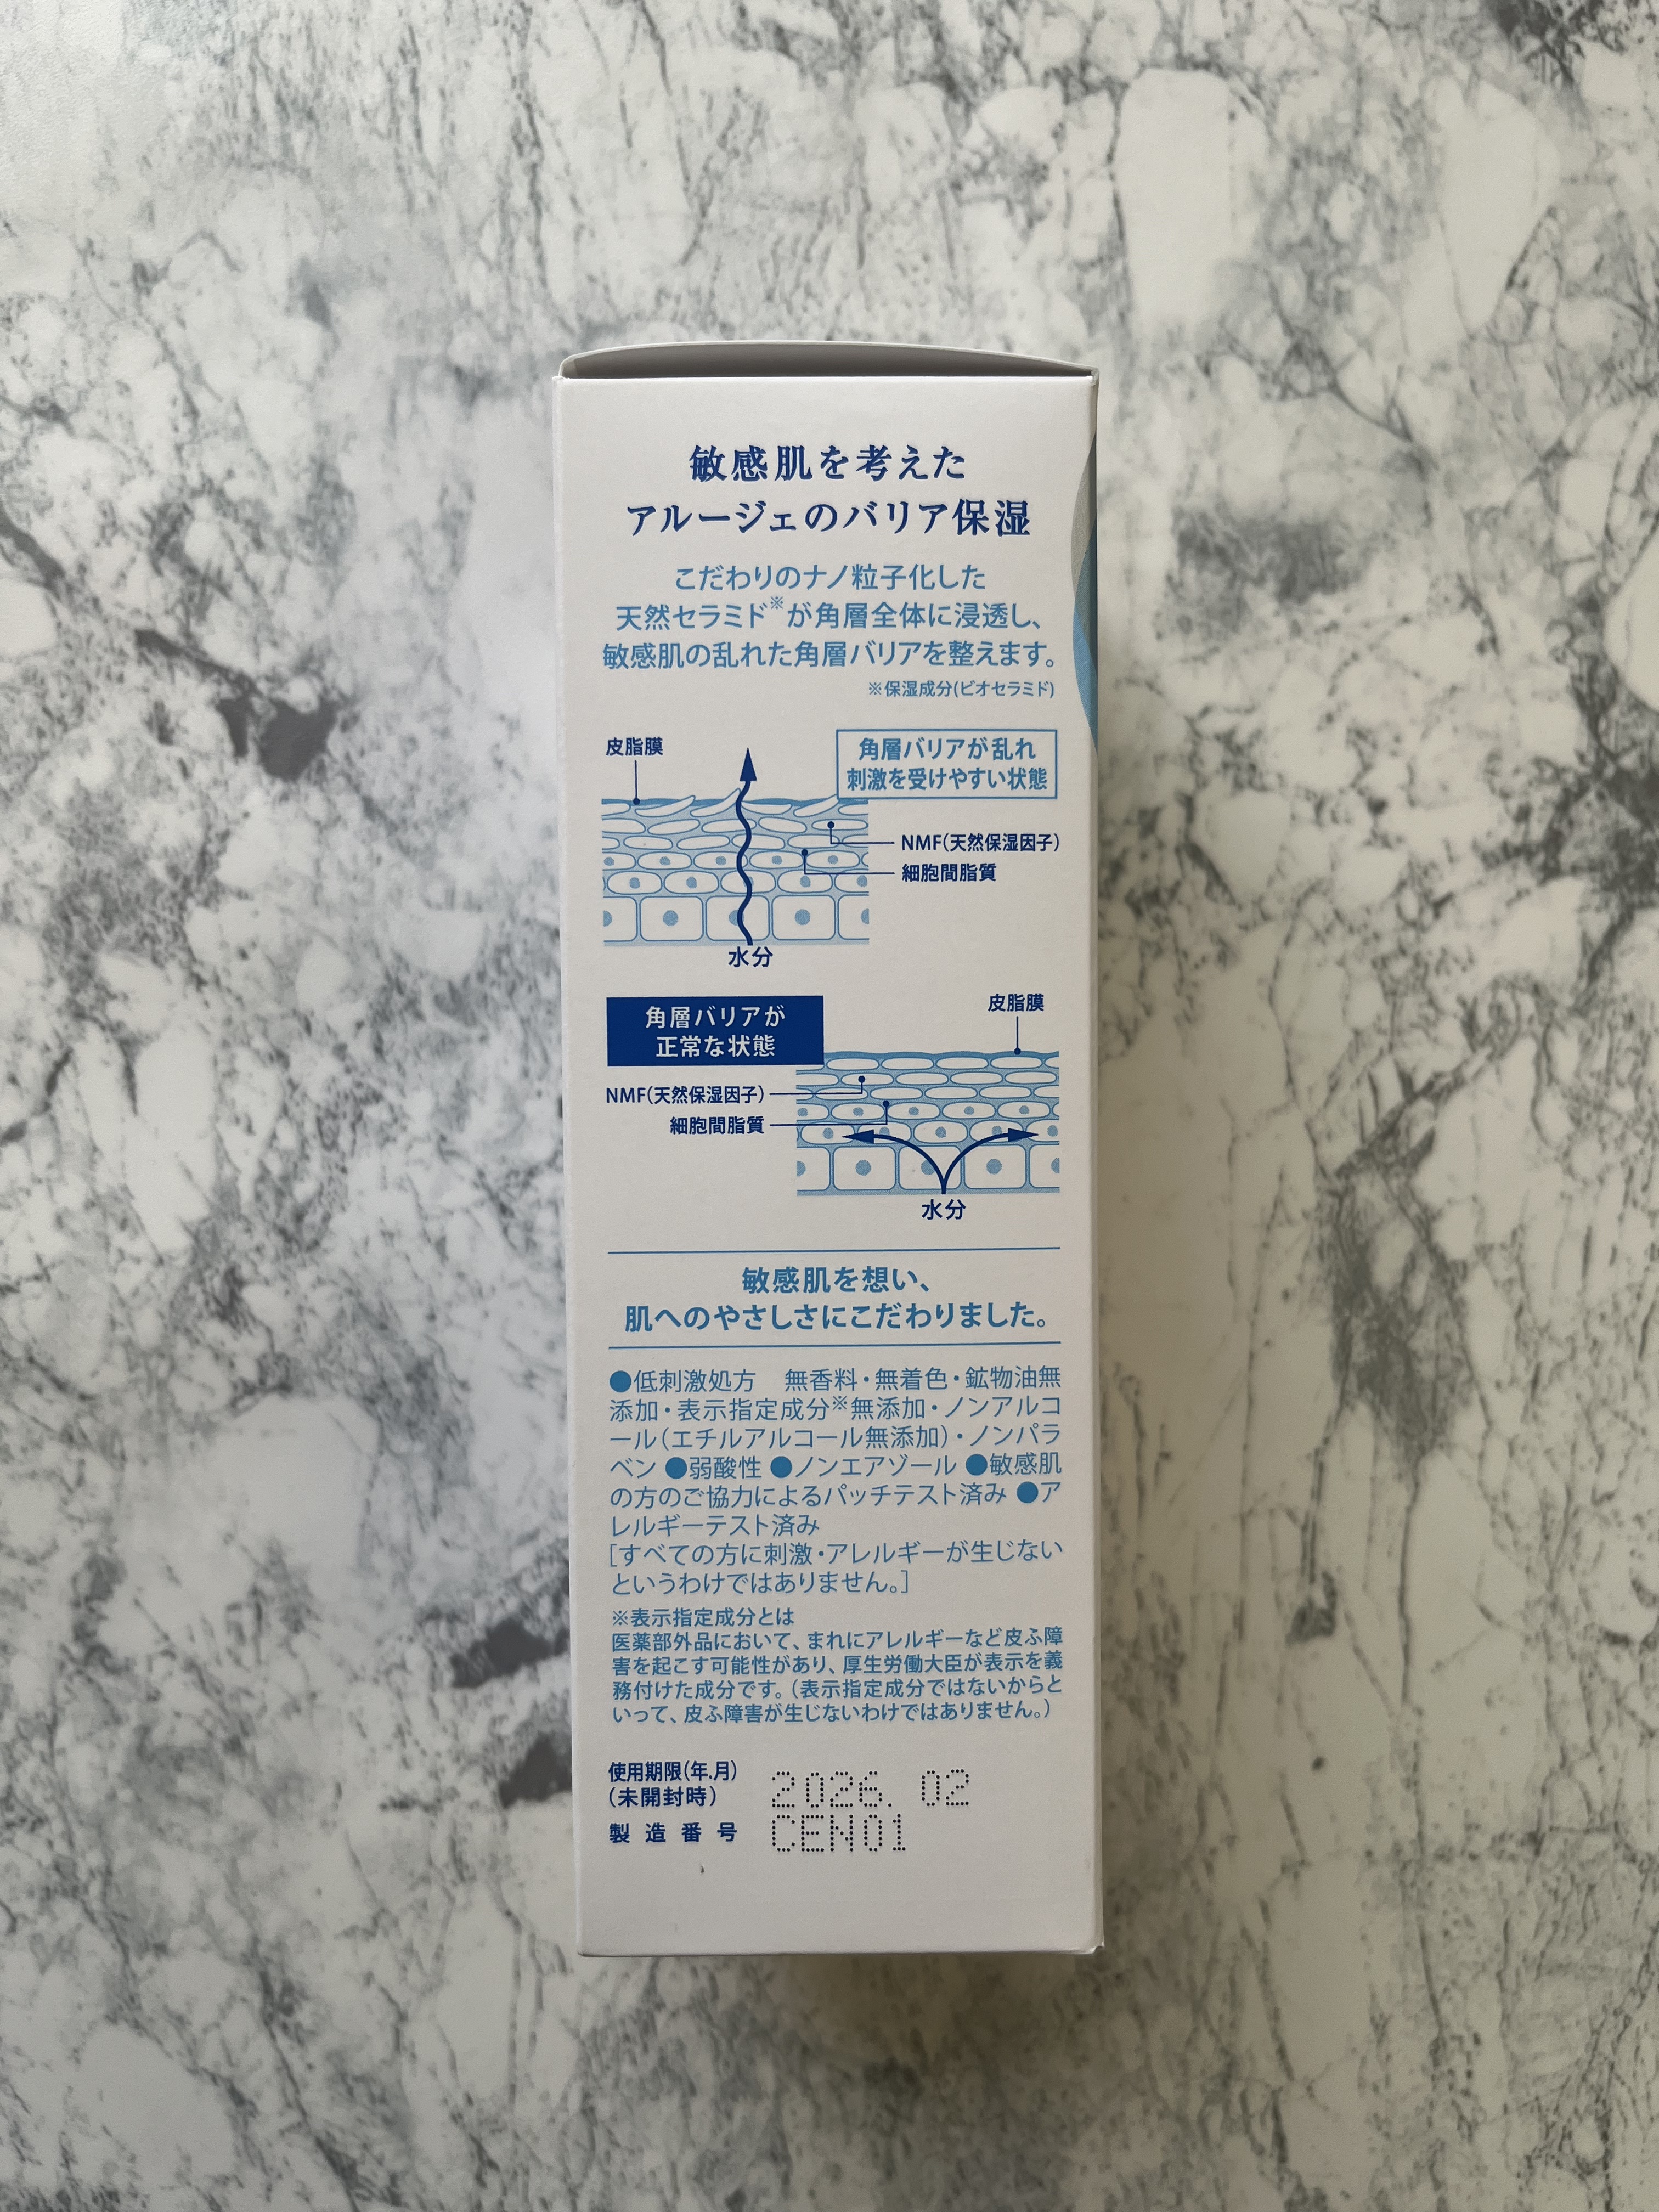 敏感肌を考えた
アルージェのバリア保湿
こだわりのナノ粒子化した
天然セラミド※が角層全体に浸透し、
敏感肌の乱れた角層バリアを整えます。
※保湿成分(ビオセラミド)
皮脂膜
角層バリアが乱れ
刺激を受けやすい状態
NMF(天然保湿因子)
細胞間脂質
水分
角層バリアが
正常な状態
皮脂膜
NMF(天然保湿因子)
細胞間脂質
水分
敏感肌を想い、
肌へのやさしさにこだわりました。
●低刺激処方　無香料・無着色・鉱物油無
添加・表示指定成分※無添加・ノンアルコ
ール(エチルアルコール無添加)・ノンパラ
ベン ●弱酸性 ●ノンエアゾール ●敏感肌
の方のご協力によるパッチテスト済み ●ア
レルギーテスト済み
[すべての方に刺激・アレルギーが生じない
というわけではありません。]
※表示指定成分とは
医薬部外品において、まれにアレルギーなど皮ふ障
害を起こす可能性があり、厚生労働大臣が表示を義
務付けた成分です。(表示指定成分ではないからと
いって、皮ふ障害が生じないわけではありません。)
使用期限(年.月)
(未開封時)
2026. 02
製造番号 CEN01